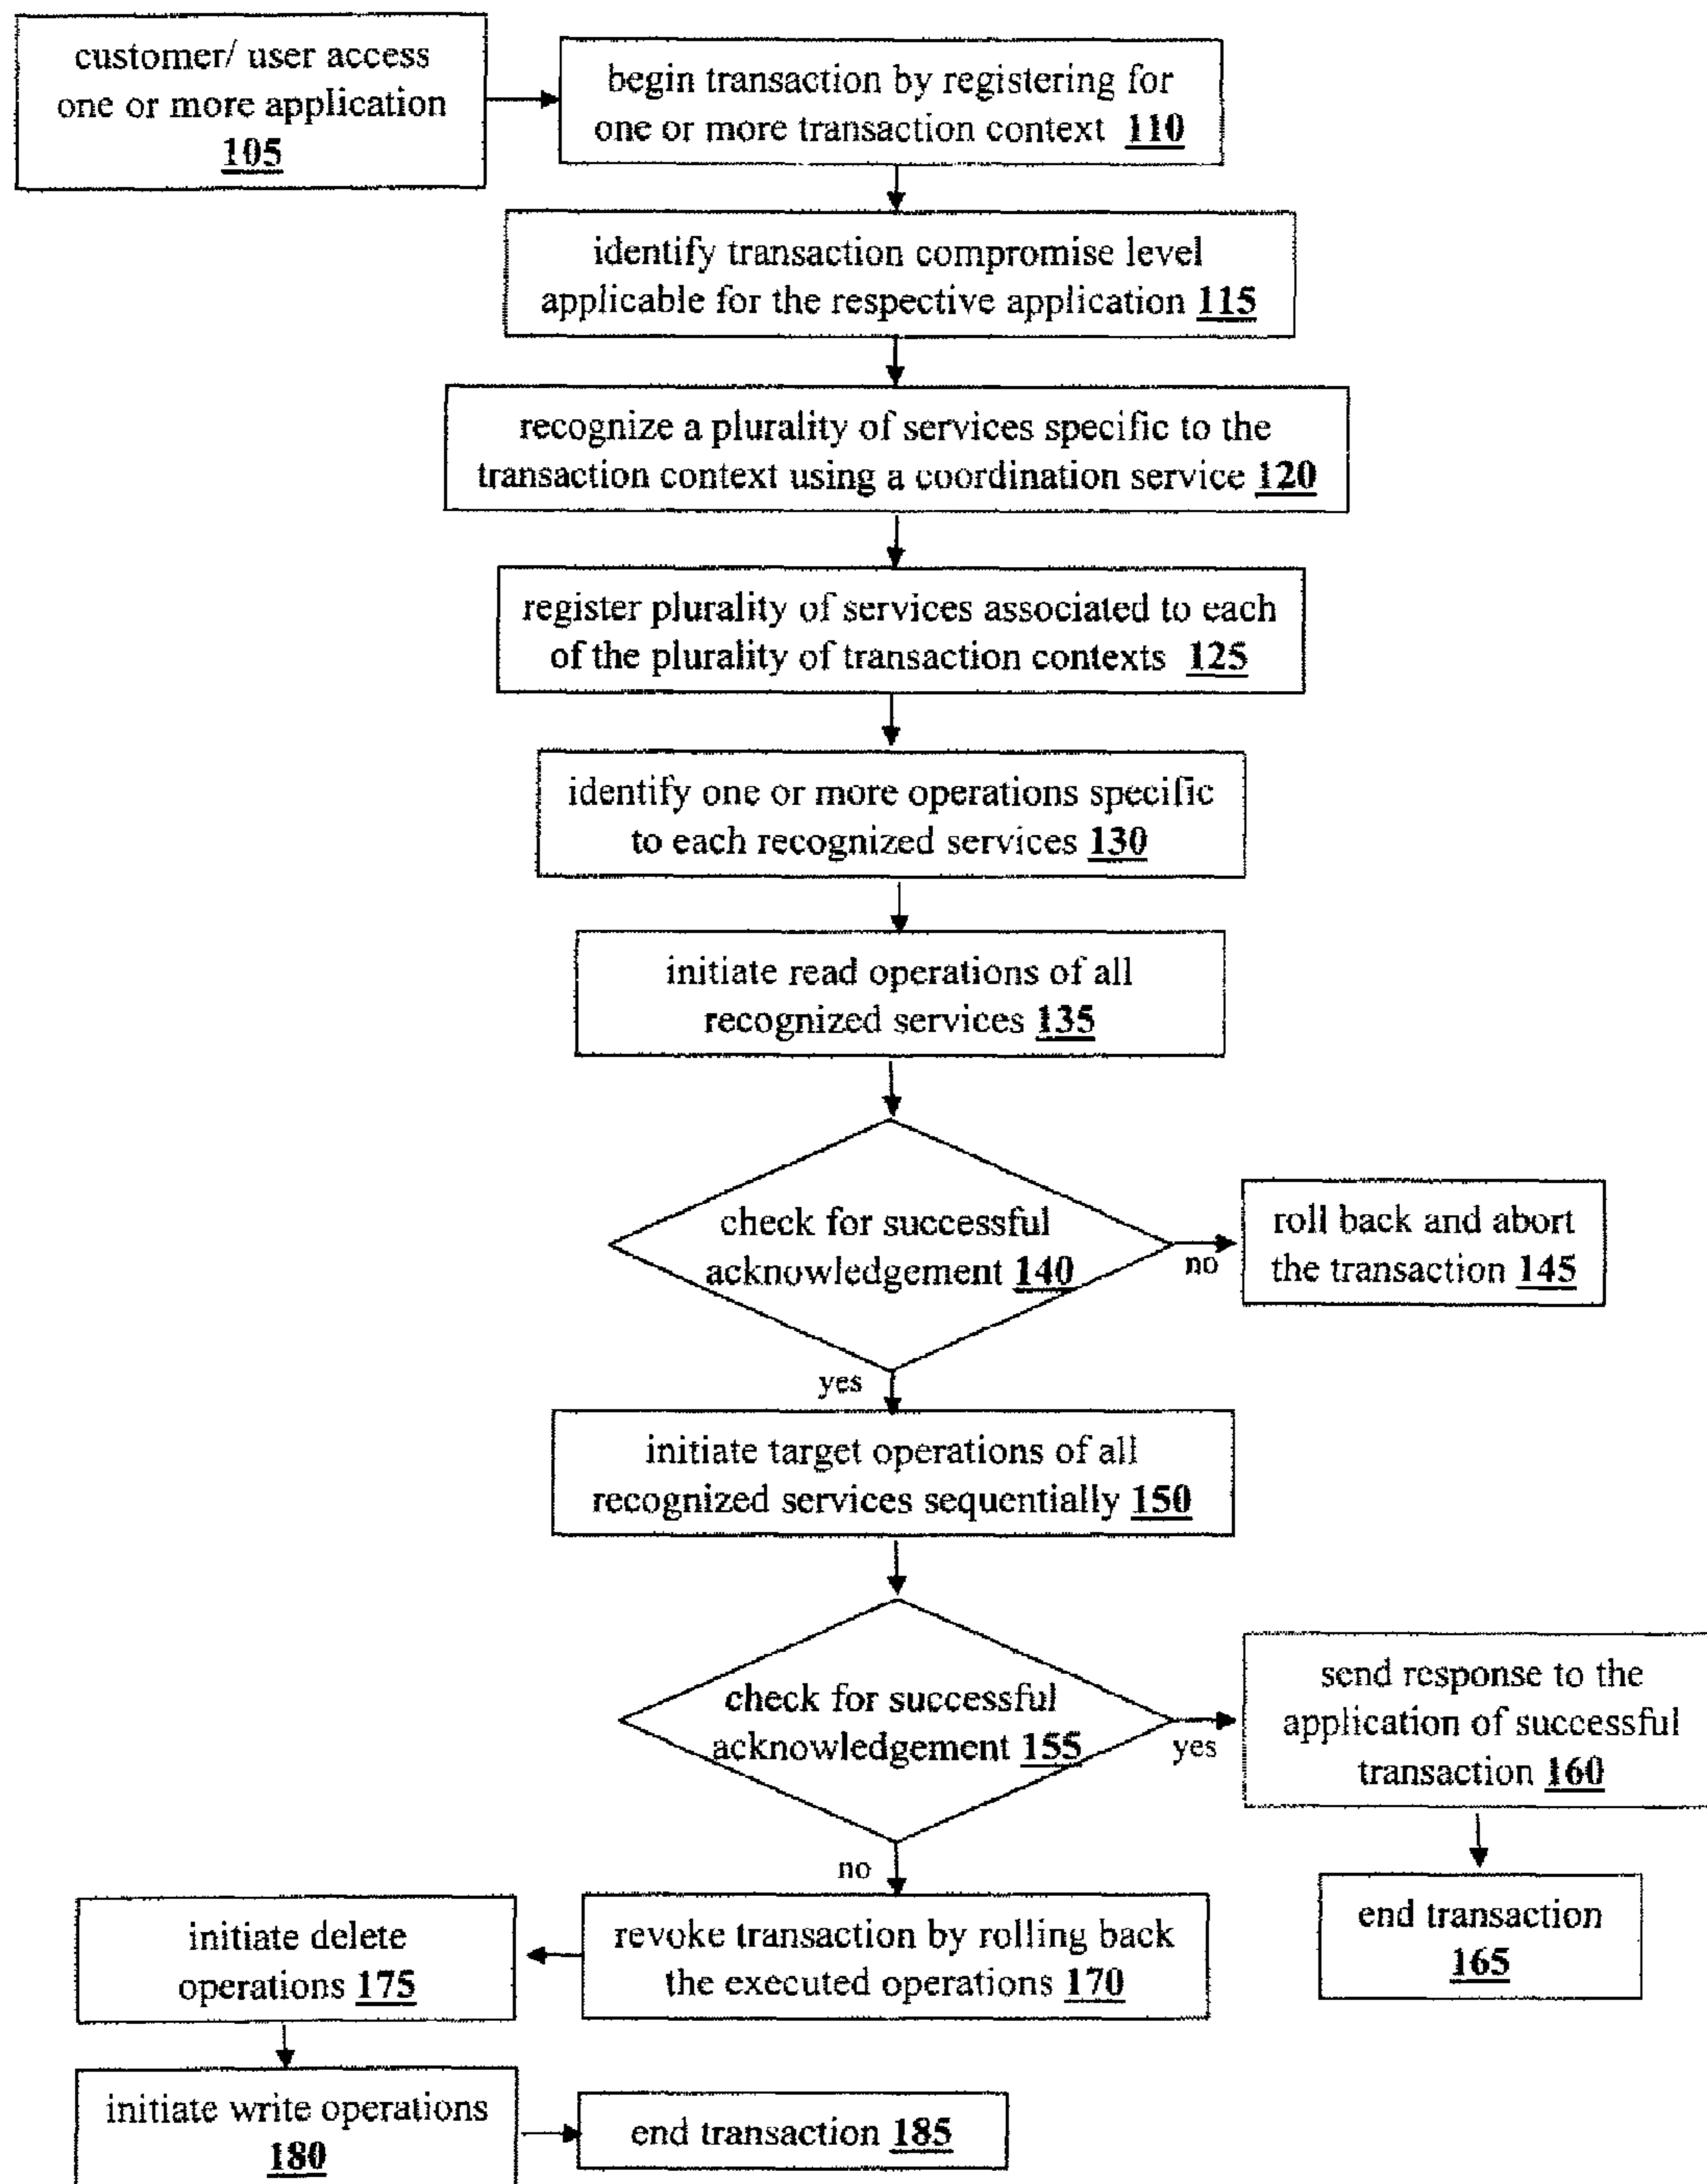 customer/ user access
one or more application
105
begin transaction by registering for
one or more transaction context 110
identify transaction compromise level
applicable for the respective application 115
recognize a plurality of services specific to the
transaction context using a coordination service 120
register plurality of services associated to each
of the plurality of transaction contexts 125
identify one or more operations specific
to each recognized services 130
initiate read operations of all
recognized services 135
check for successful
acknowledgement 140
no
roll back and abort
the transaction 145
yes
initiate target operations of all
recognized services sequentially 150
check for successful
acknowledgement 155
yes
send response to the
application of successful
transaction 160
end transaction
165
no
revoke transaction by rolling back
the executed operations 170
initiate delete
operations 175
initiate write operations
180
end transaction 185